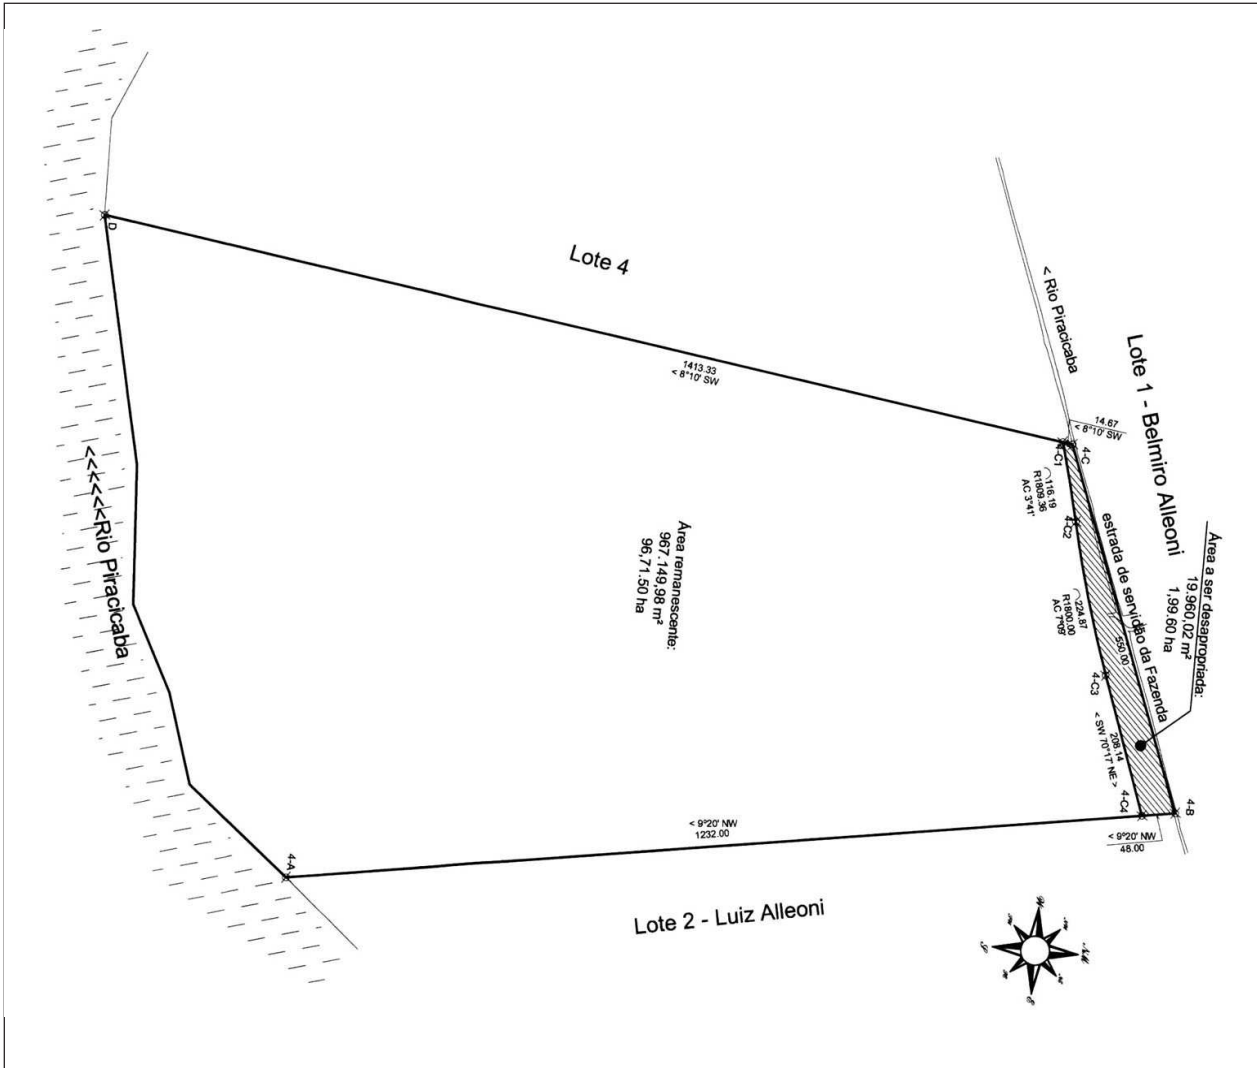 Lote 4
1413.33
< 8°10' SW
< Rio Piracicaba
Lote 1 - Belmiro Alleoni
14.67
< 8°10' SW
D
4-C
4-C1
116.19
R1809.36
AC 3°41'
4-C2
estrada de servidão da Fazenda
550.00
Área a ser desapropriada:
19.960,02 m²
1,99.60 ha
224.87
R1800.00
AC 7°09'
4-C3
208.14
< SW 70°17' NE >
4-C4
4-B
Área remanescente:
967.149,98 m²
96,71.50 ha
<<<<<<Rio Piracicaba
< 9°20' NW
1232.00
< 9°20' NW
48.00
4-A
Lote 2 - Luiz Alleoni